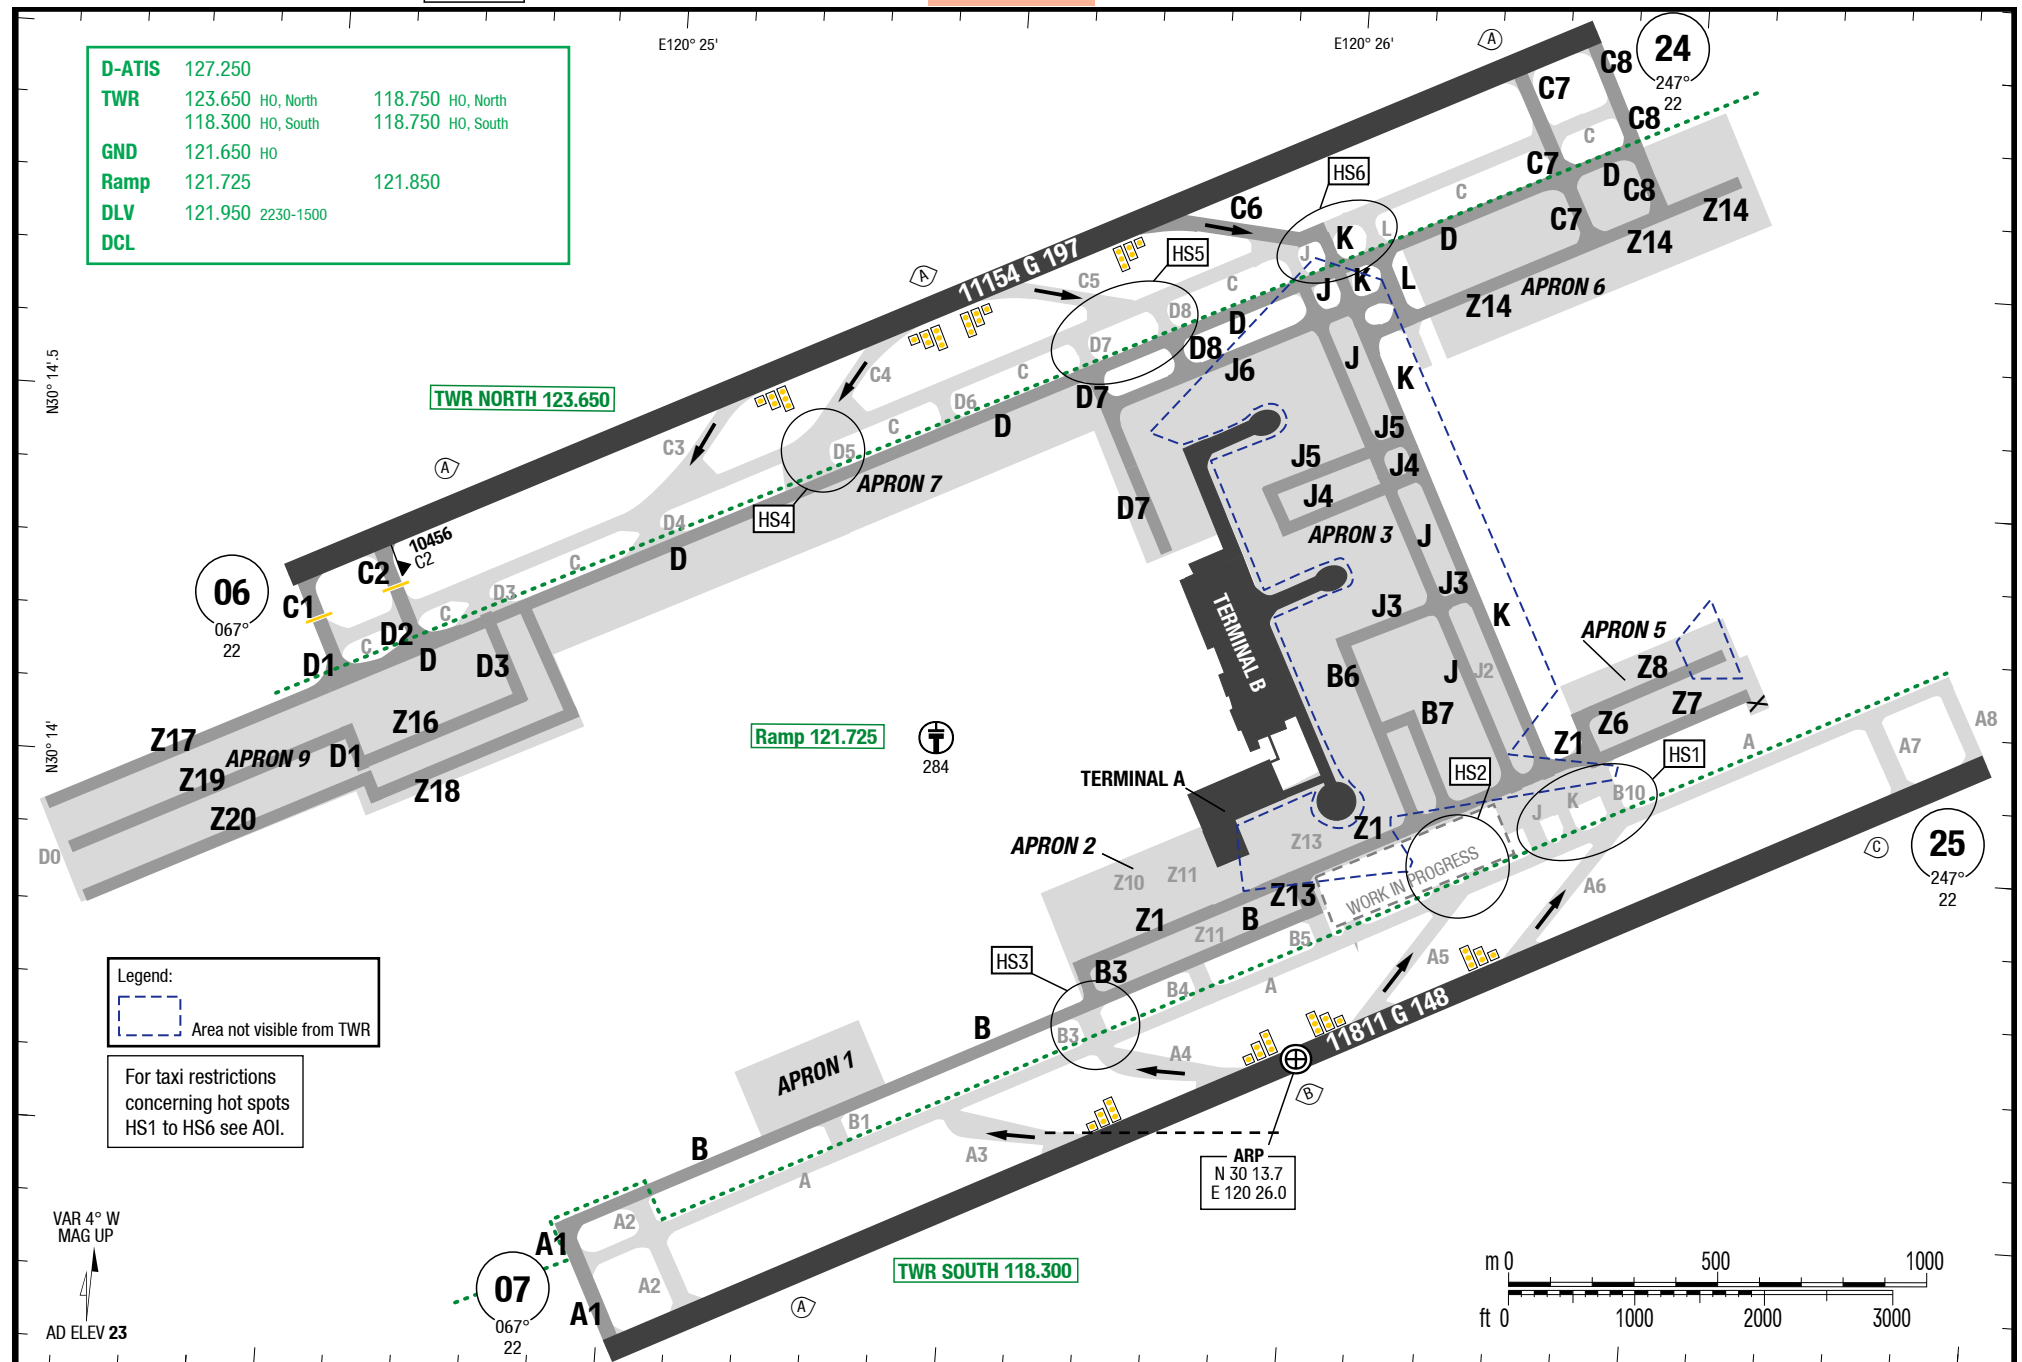 E120° 25'
E120° 26'
D-ATIS 127.250
TWR 123.650 HO, North 118.750 HO, North
118.300 HO, South 118.750 HO, South
GND 121.650 HO
Ramp 121.725 121.850
DLV 121.950 2230-1500
DCL
A
24
247°
22
C8
C7
C8
C
C7
D
C8
C7
Z14
Z14
HS6
C6
K
L
C
D
J
A
11154 G 197
HS5
C5
C
D8
D
J
K
L
Z14
APRON 6
N30° 14'.5
TWR NORTH 123.650
C4
D7
D8
J6
J
K
C
D6
D7
D
C
C3
D5
APRON 7
J5
J5
J4
J4
A
HS4
D7
D4
D
APRON 3
J
10456
C2
C2
C
D3
06
067°
22
C1
C
D2
C
D1
D
D3
TERMINAL B
J3
J3
K
B6
J
J2
B7
APRON 5
Z8
Z7
Z6
X
Z1
HS1
A
A8
A7
Z17
Z16
APRON 9
D1
Z19
Z18
Z20
D0
N30° 14'
Ramp 121.725
284
TERMINAL A
HS2
B10
K
J
Z1
Z13
APRON 2
Z10
Z11
WORK IN PROGRESS
A6
C
25
247°
22
Z13
Z1
B
Z11
B5
A5
HS3
B3
B4
A
11811 G 148
Legend:
Area not visible from TWR
B
B3
A4
APRON 1
B
For taxi restrictions
concerning hot spots
HS1 to HS6 see AOI.
B1
B
A3
A
ARP
N 30 13.7
E 120 26.0
VAR 4° W
MAG UP
AD ELEV 23
A2
A1
A2
A1
07
067°
22
A
TWR SOUTH 118.300
m 0 500 1000
ft 0 1000 2000 3000